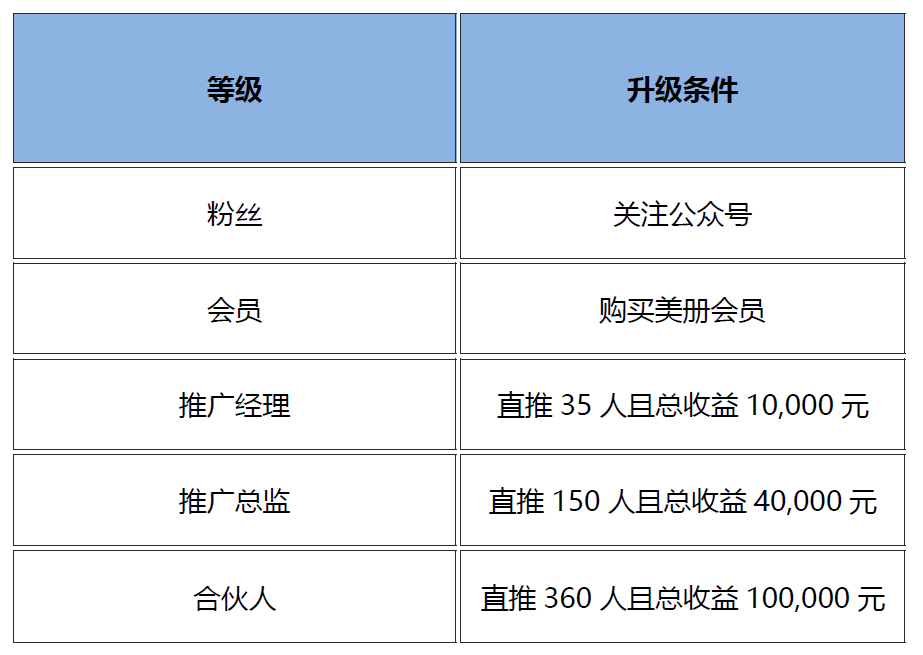 等级 升级条件
粉丝 关注公众号
会员 购买美册会员
推广经理 直推 35 人且总收益 10,000 元
推广总监 直推 150 人且总收益 40,000 元
合伙人 直推 360 人且总收益 100,000 元